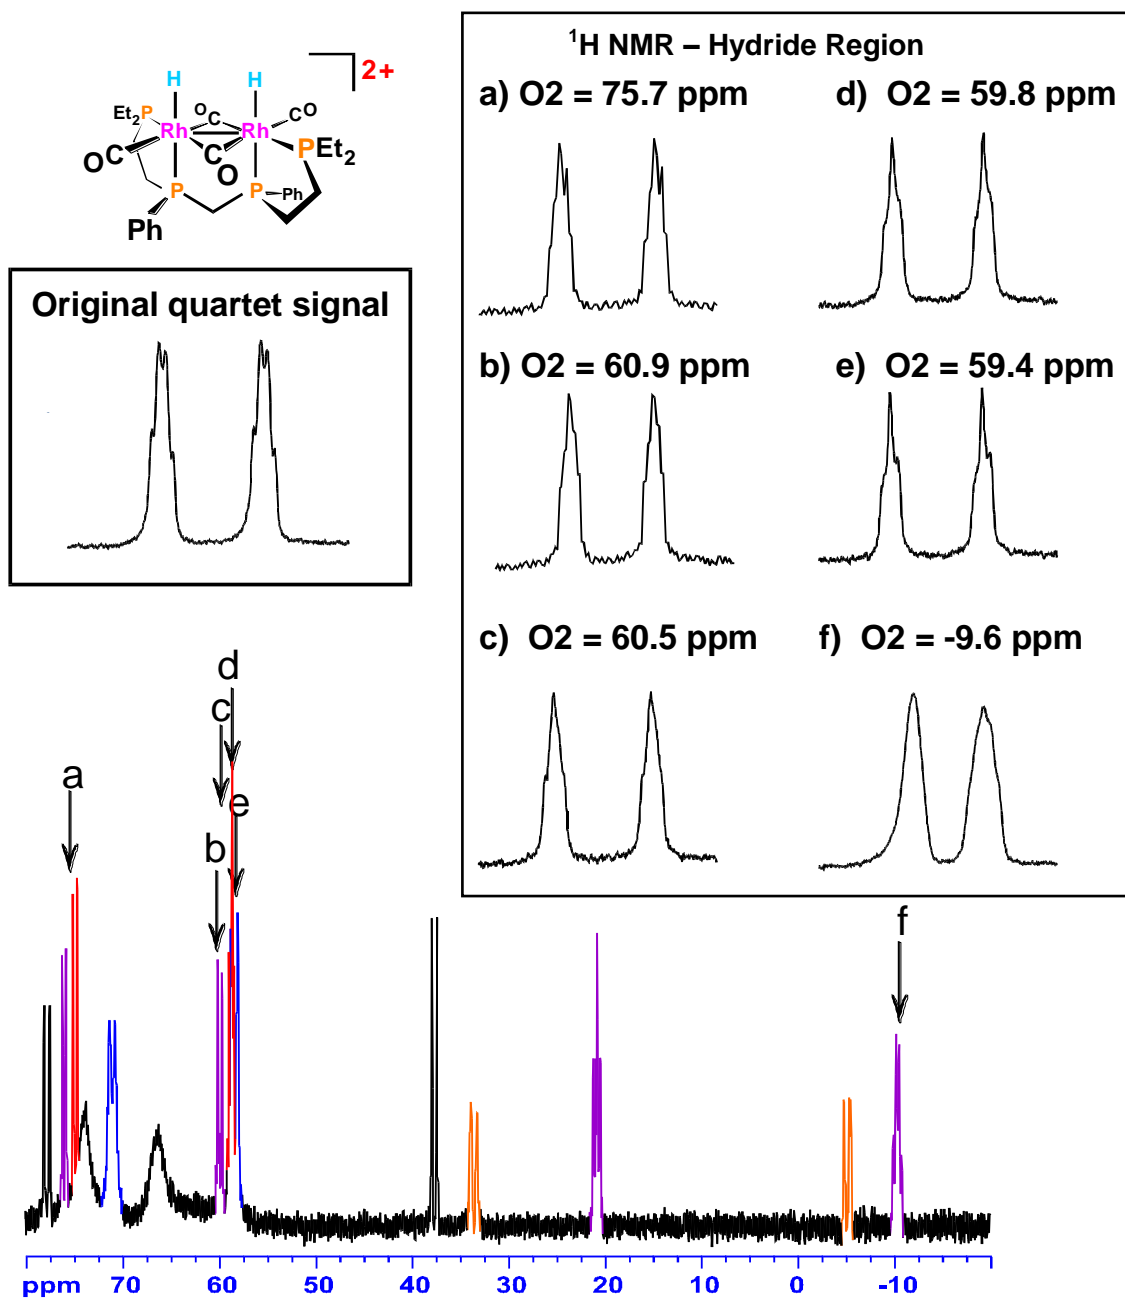 ¹H NMR – Hydride Region
2+
H H
Et₂P CO C CO
Rh Rh
OC C O PEt₂
P P Ph
Ph
Original quartet signal
a) O2 = 75.7 ppm
d) O2 = 59.8 ppm
b) O2 = 60.9 ppm
e) O2 = 59.4 ppm
c) O2 = 60.5 ppm
f) O2 = -9.6 ppm
a
b
c
d
e
f
ppm 70 60 50 40 30 20 10 0 -10